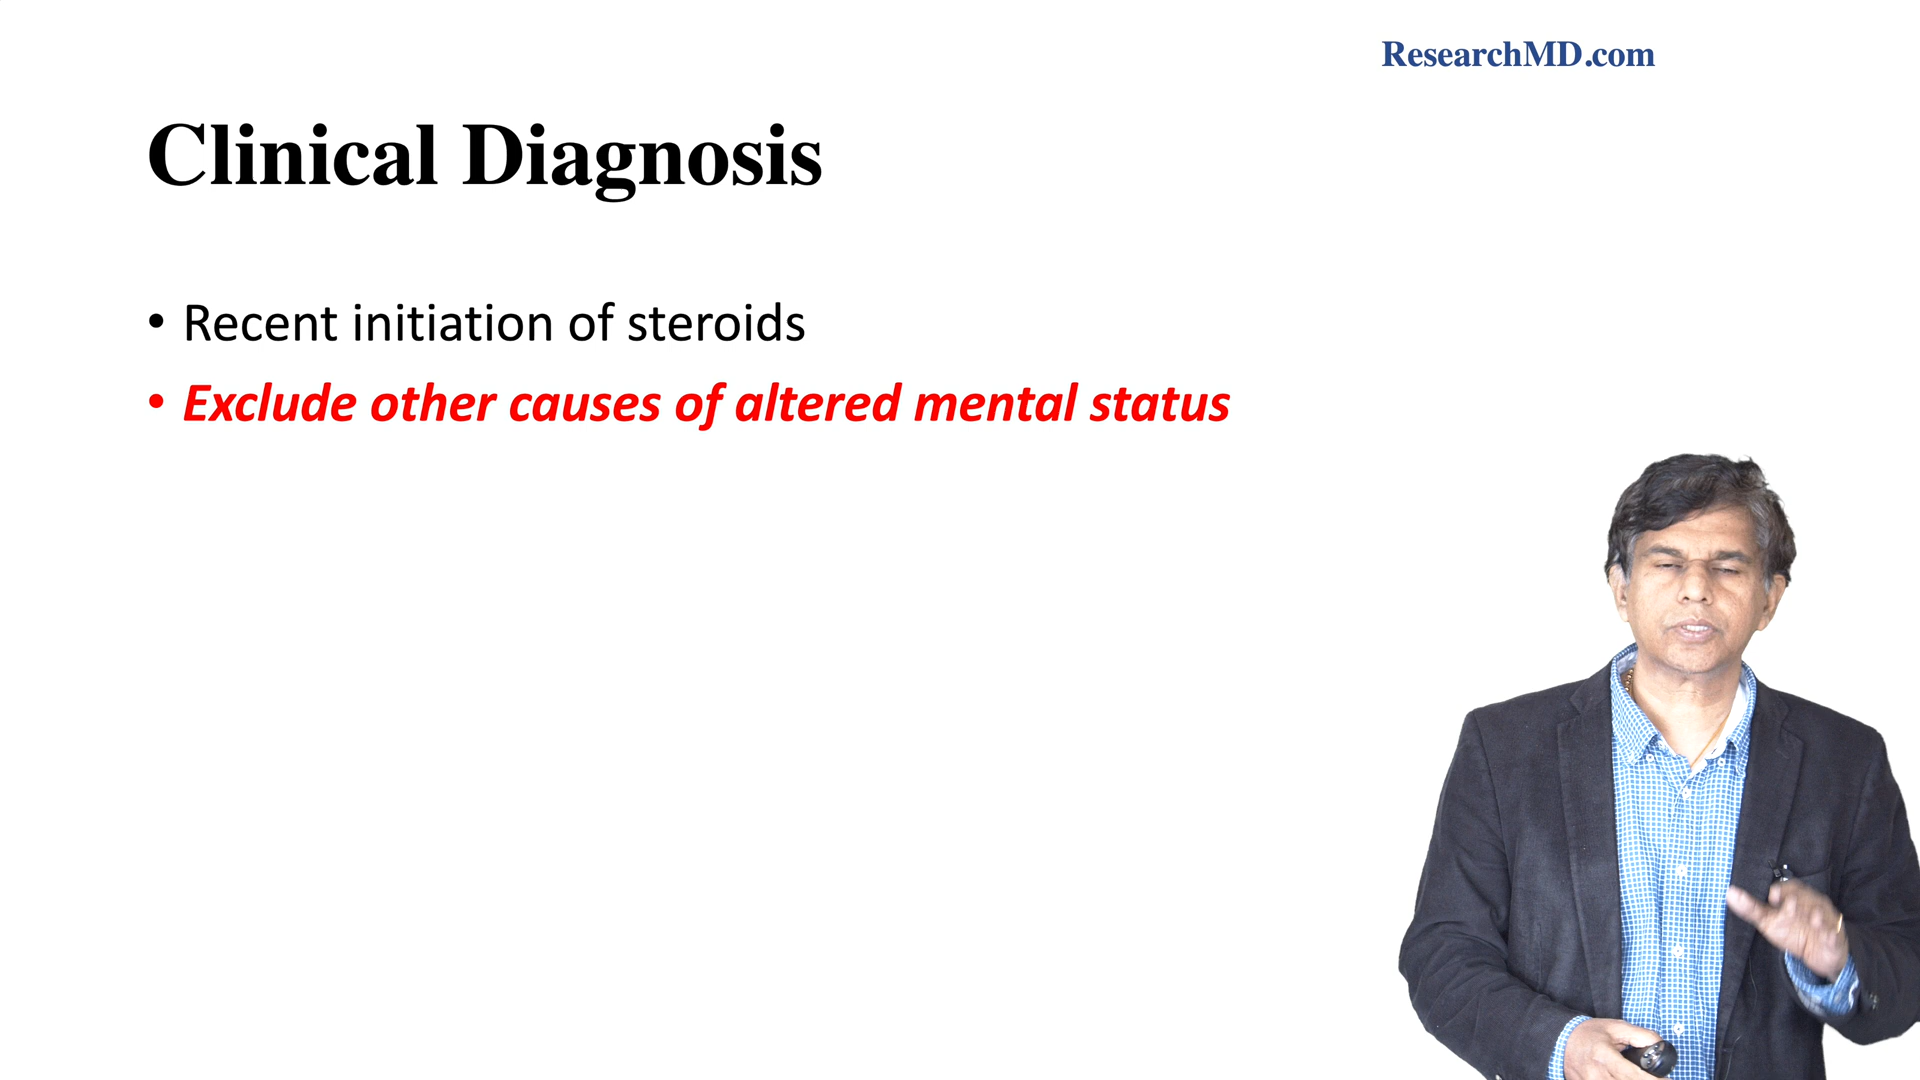 ResearchMD.com
Clinical Diagnosis
• Recent initiation of steroids
• Exclude other causes of altered mental status